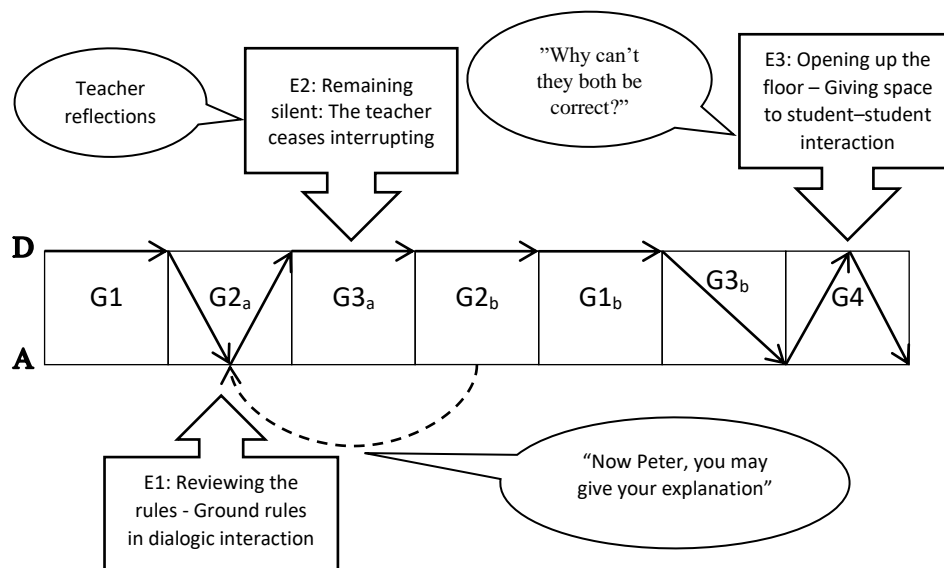 Teacher
reflections
E2: Remaining
silent: The teacher
ceases interrupting
”Why can’t
they both be
correct?”
E3: Opening up the
floor – Giving space
to student–student
interaction
D
G1
G2a
G3a
G2b
G1b
G3b
G4
A
E1: Reviewing the
rules - Ground rules
in dialogic interaction
“Now Peter, you may
give your explanation”